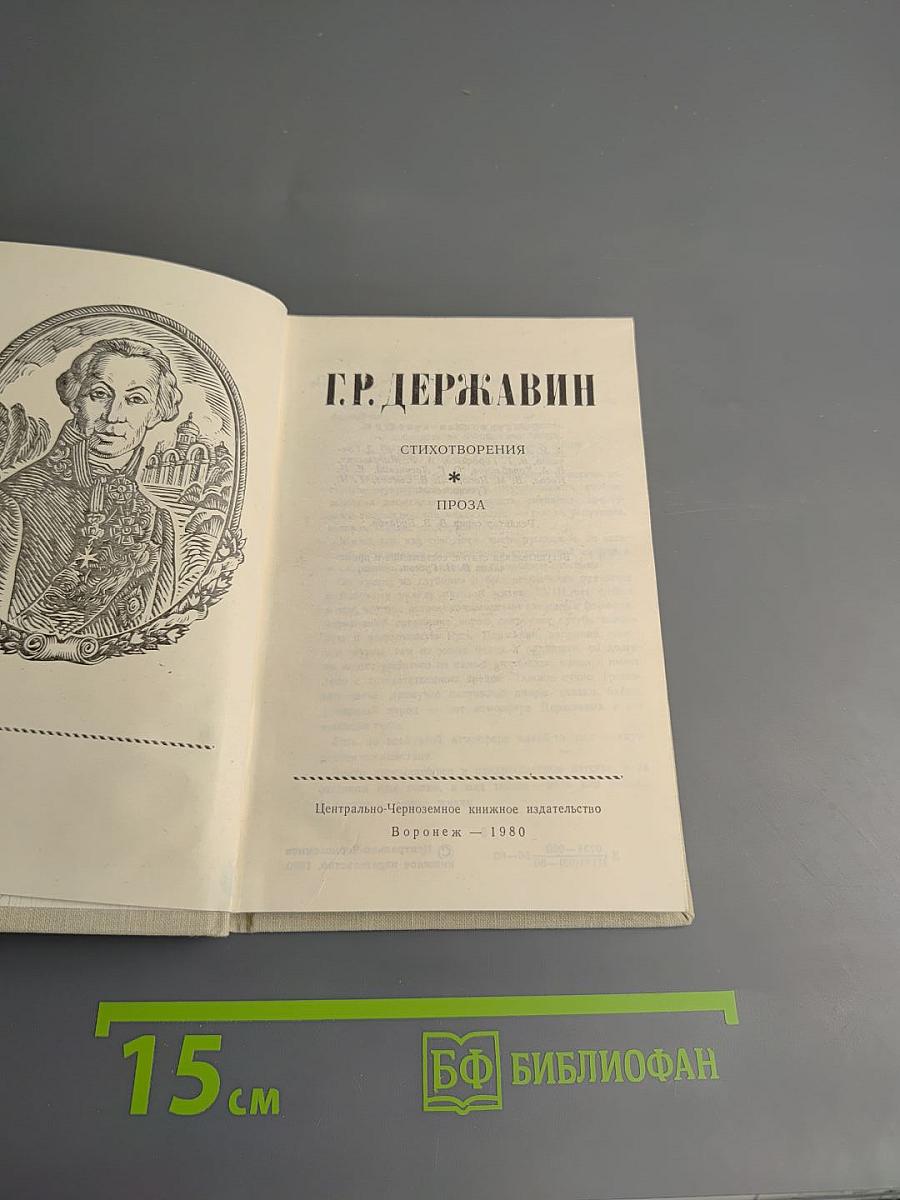 Г.Р. ДЕРЖАВИН
СТИХОТВОРЕНИЯ
*
ПРОЗА
Центрально-Черноземное книжное издательство
Воронеж — 1980
15 см
БФ БИБЛИОФАН